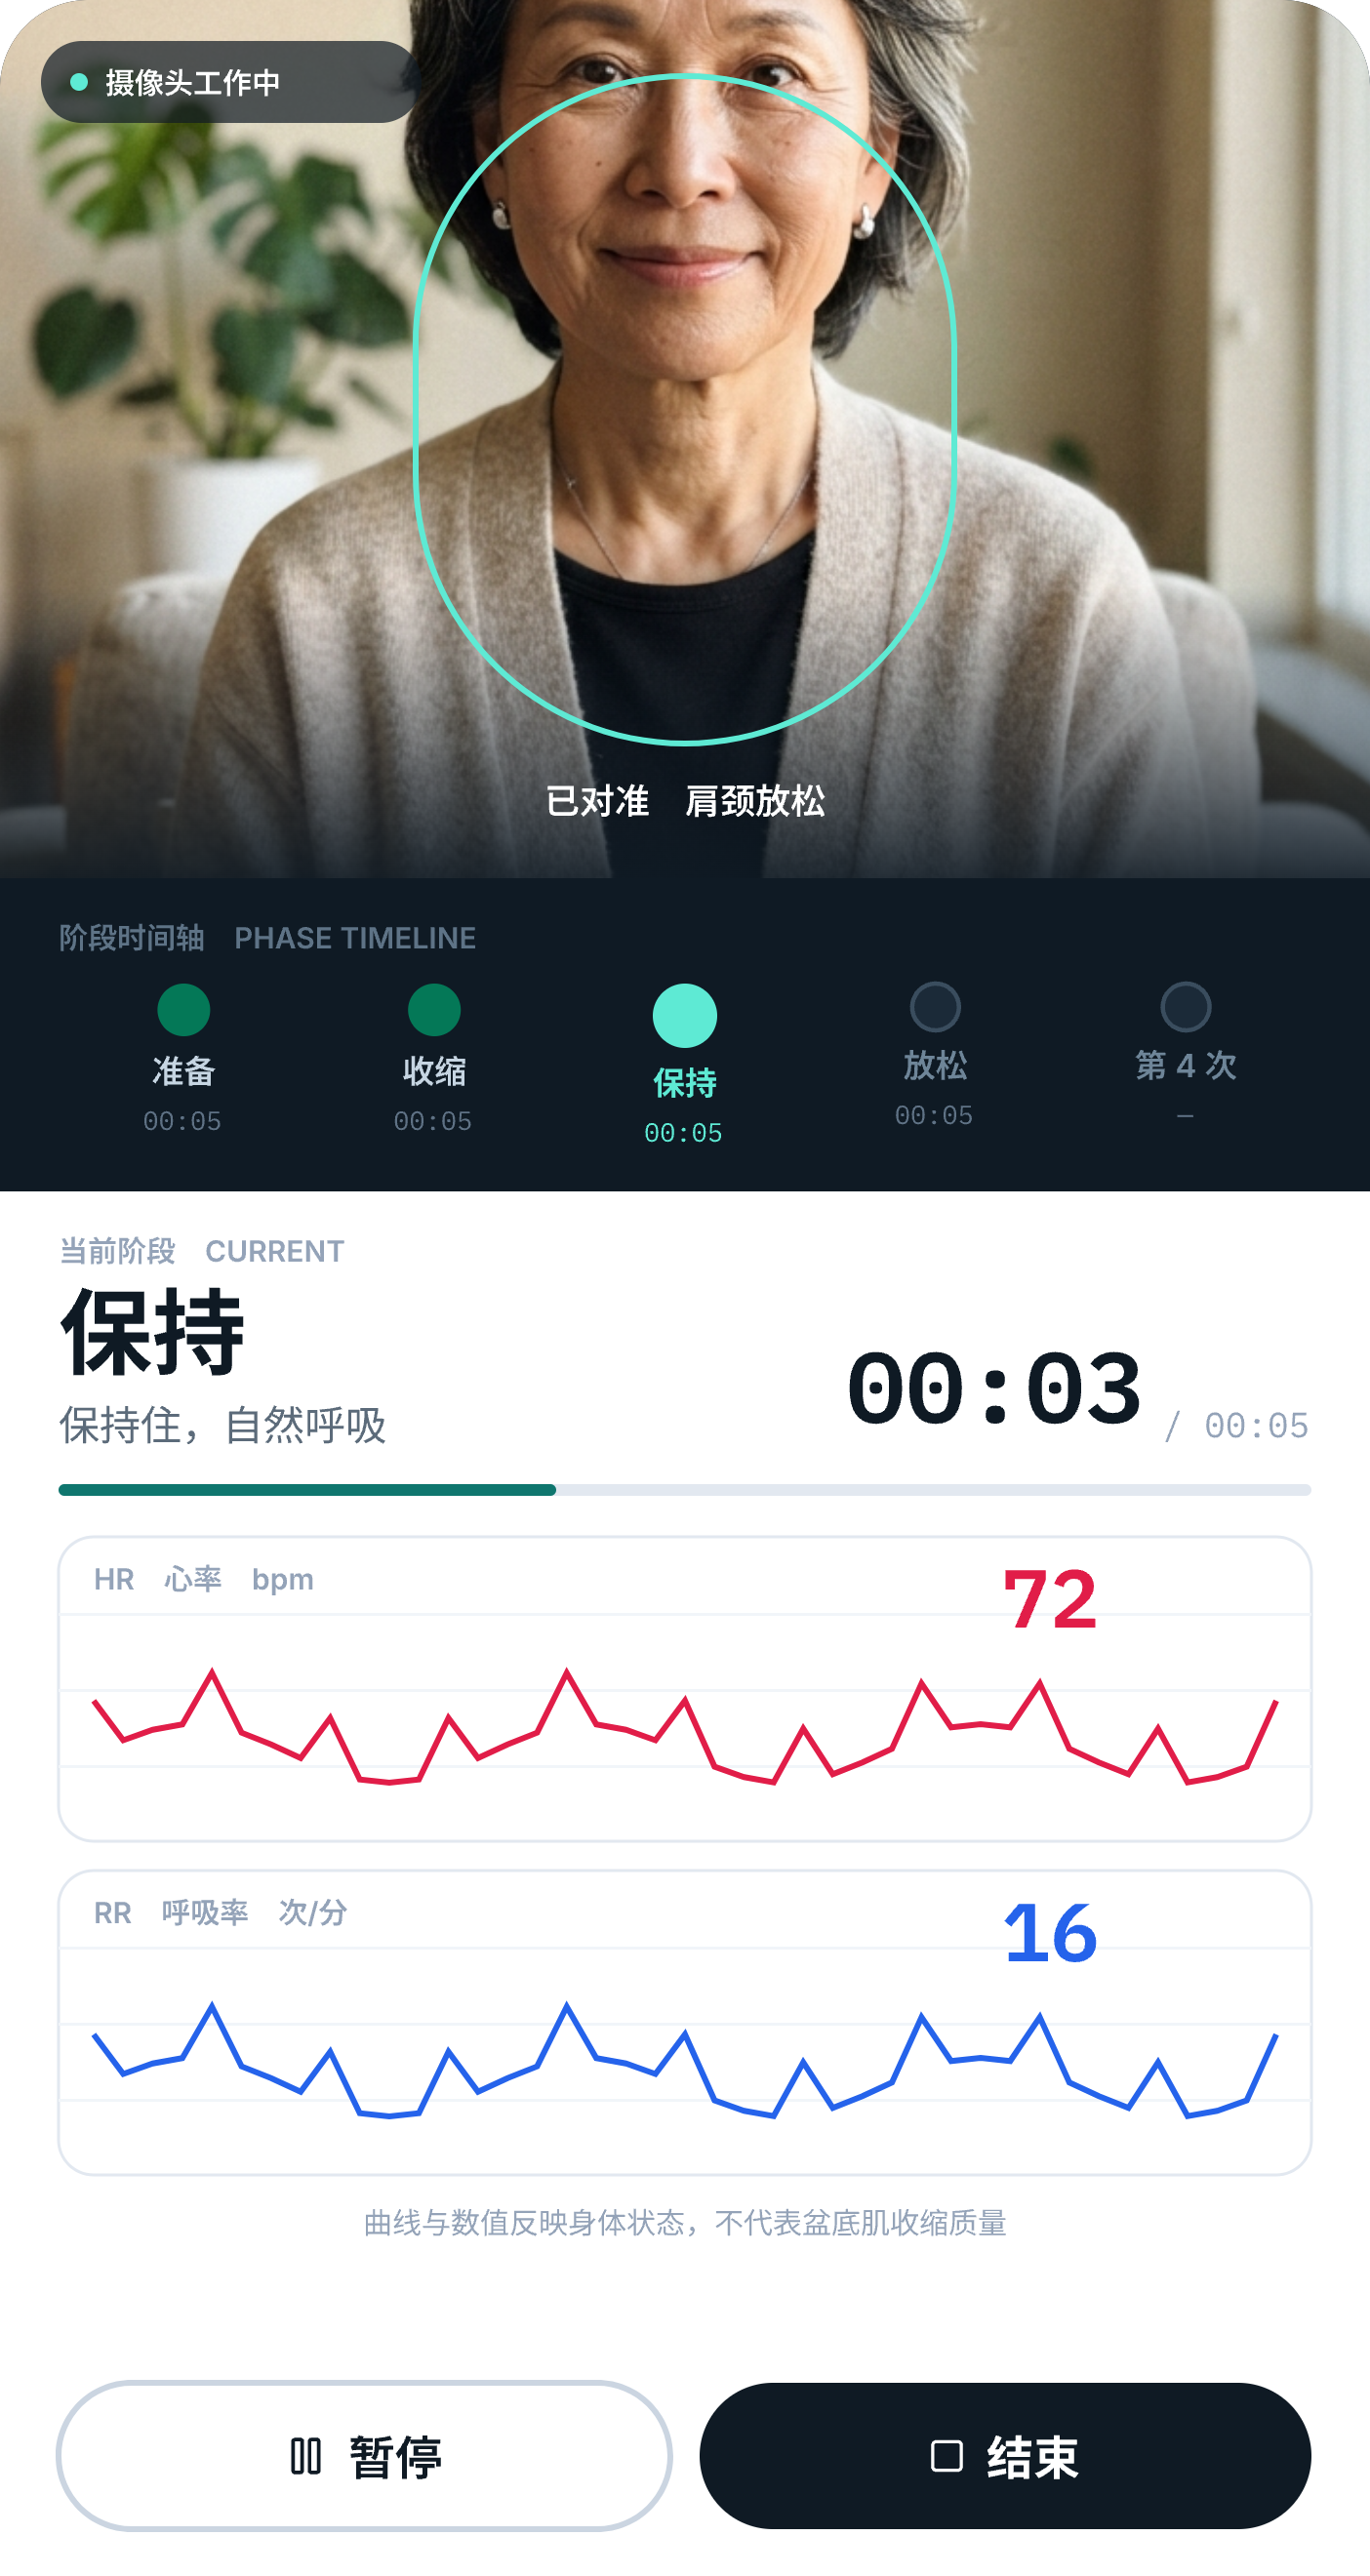 摄像头工作中
已对准 肩颈放松
阶段时间轴 PHASE TIMELINE
准备 收缩 保持 放松 第 4 次
00:05 00:05 00:05 00:05 –
当前阶段 CURRENT
保持
保持住，自然呼吸
00:03 / 00:05
HR 心率 bpm 72
RR 呼吸率 次/分 16
曲线与数值反映身体状态，不代表盆底肌收缩质量
暂停 结束